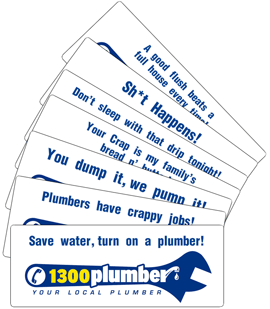 A good flush beats a
full house every time!
Sh*t Happens!
Don't sleep with that drip tonight!
Your Crap is my family's
bread n' butter
You dump it, we pump it!
Plumbers have crappy jobs!
Save water, turn on a plumber!
1300plumber
YOUR LOCAL PLUMBER